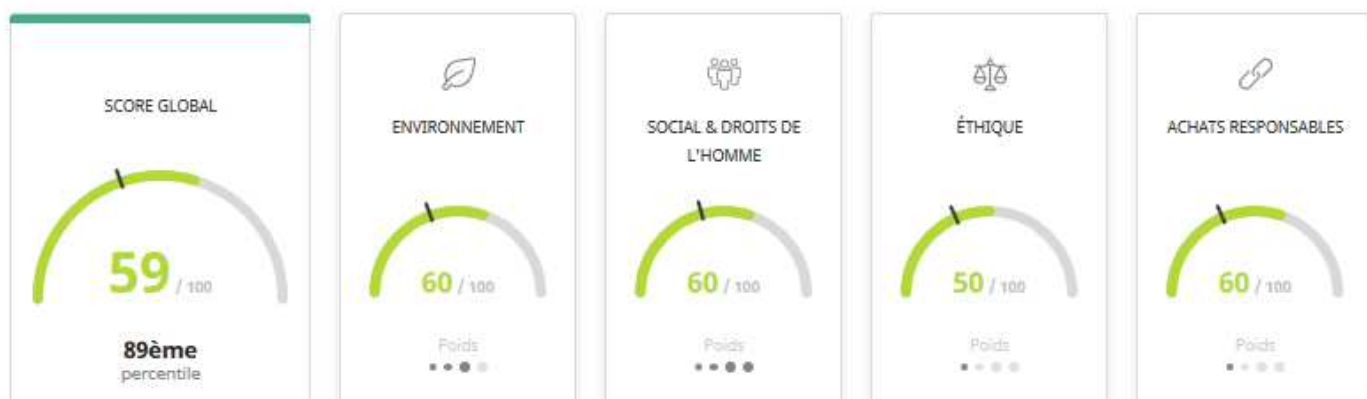 SCORE GLOBAL
59 / 100
89ème
percentile
ENVIRONNEMENT
60 / 100
Poids
SOCIAL & DROITS DE
L'HOMME
60 / 100
Poids
ÉTHIQUE
50 / 100
Poids
ACHATS RESPONSABLES
60 / 100
Poids